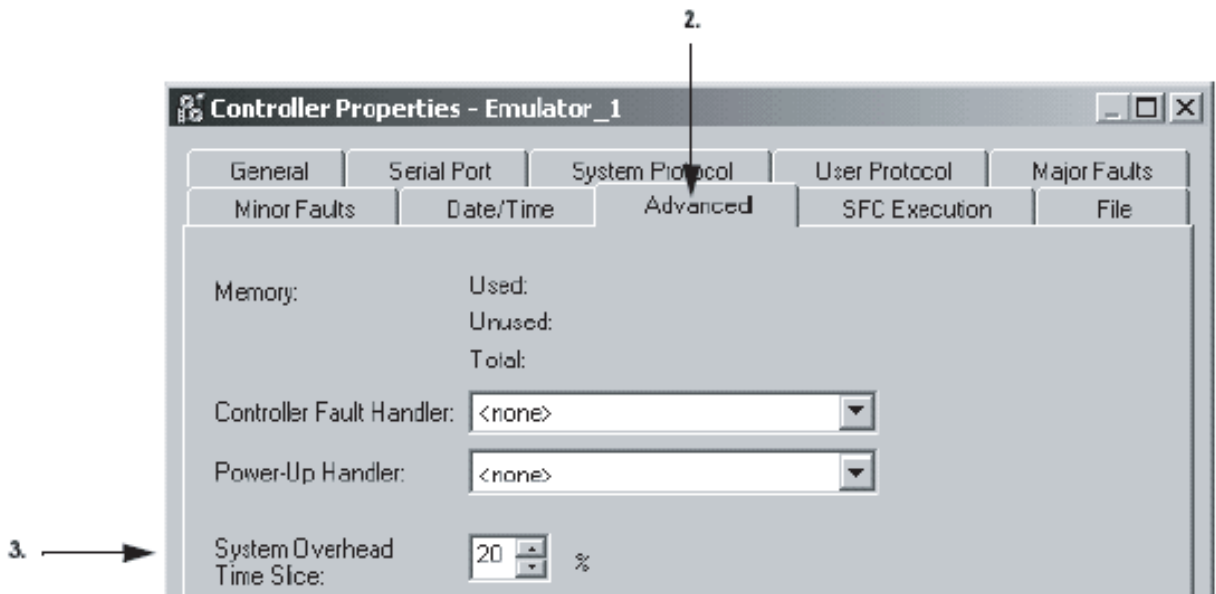 2.
Controller Properties - Emulator_1
General Serial Port System Protocol User Protocol Major Faults
Minor Faults Date/Time Advanced SFC Execution File
Memory: Used:
Unused:
Total:
Controller Fault Handler: <none>
Power-Up Handler: <none>
3. System Overhead
Time Slice: 20 %